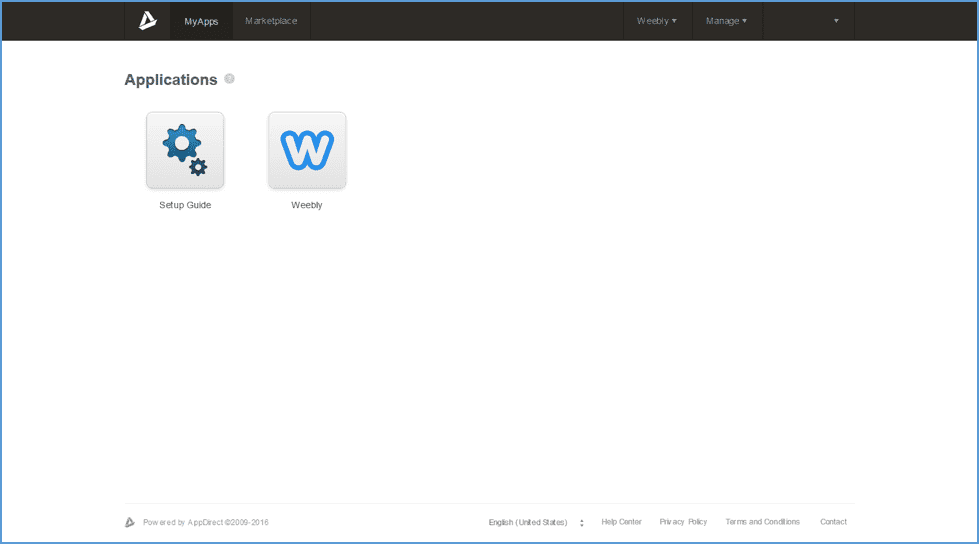 MyApps Marketplace Weebly Manage
Applications
Setup Guide Weebly
Powered by AppDirect ©2009-2016 English (United States) Help Center Privacy Policy Terms and Conditions Contact